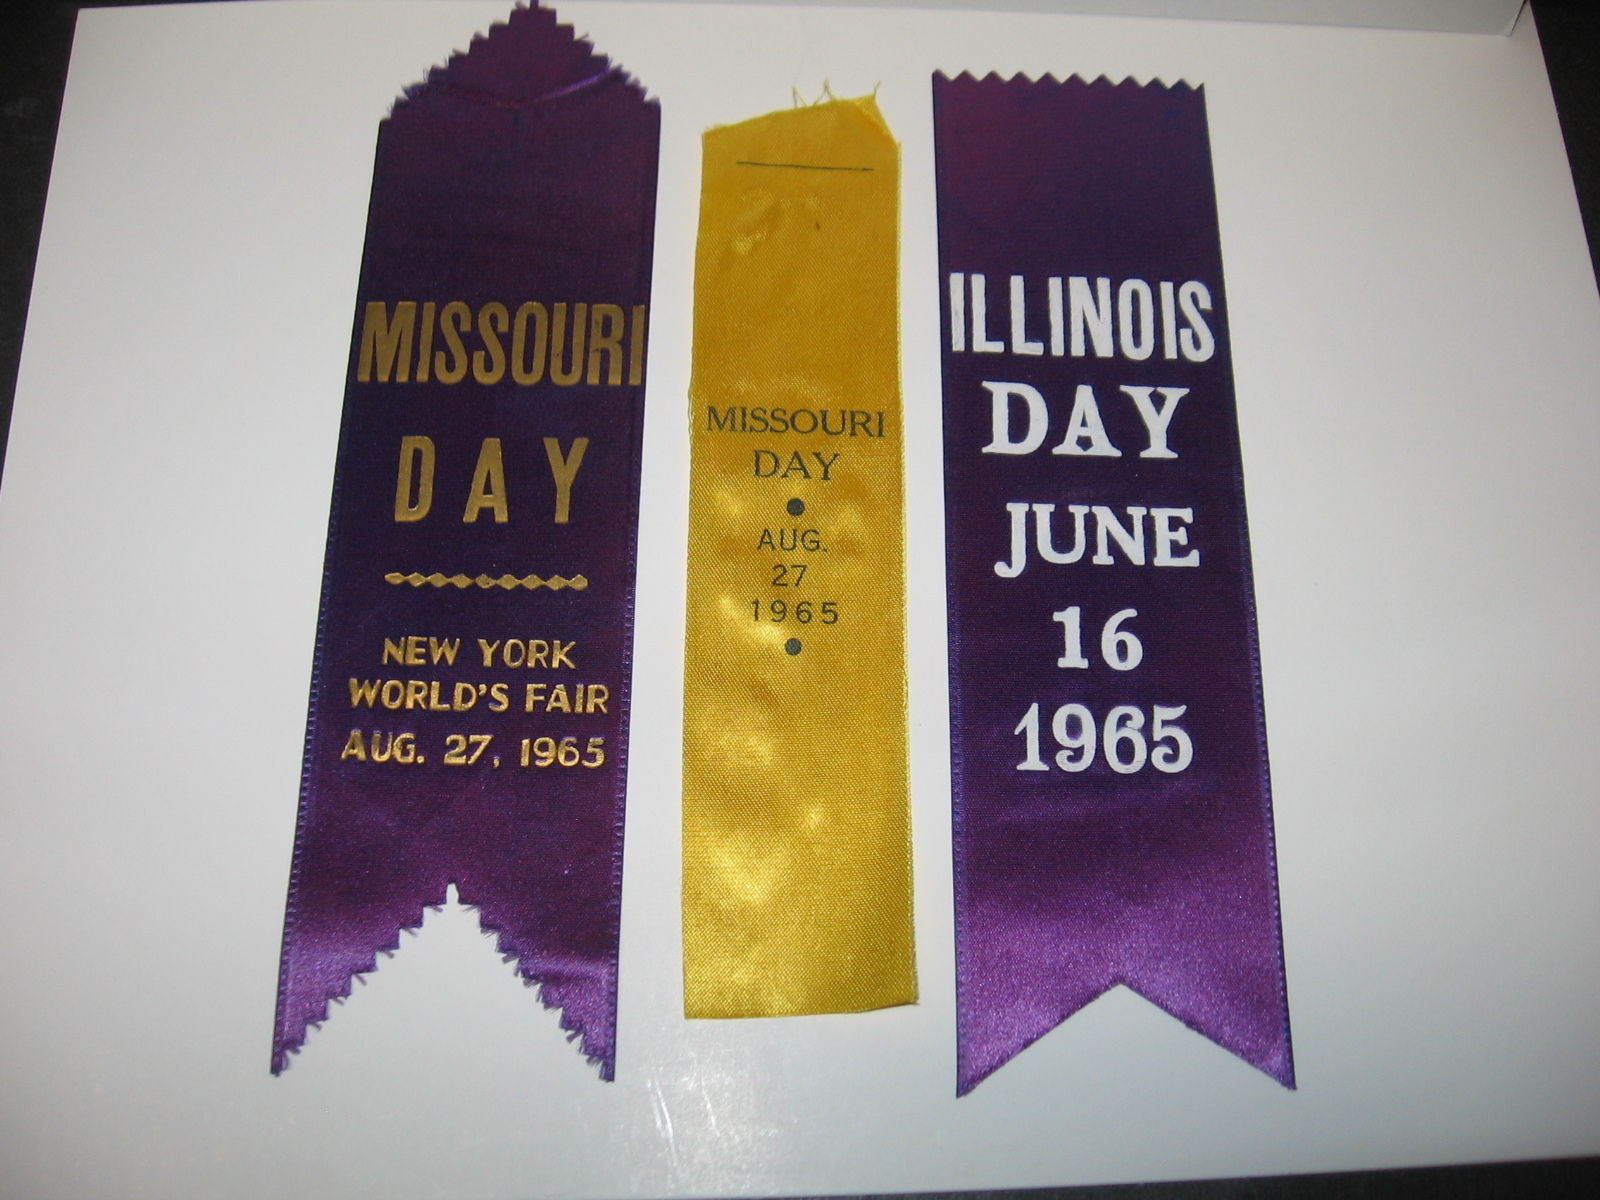 MISSOURI
DAY
NEW YORK
WORLD'S FAIR
AUG. 27, 1965
MISSOURI
DAY
AUG.
27
1965
ILLINOIS
DAY
JUNE
16
1965